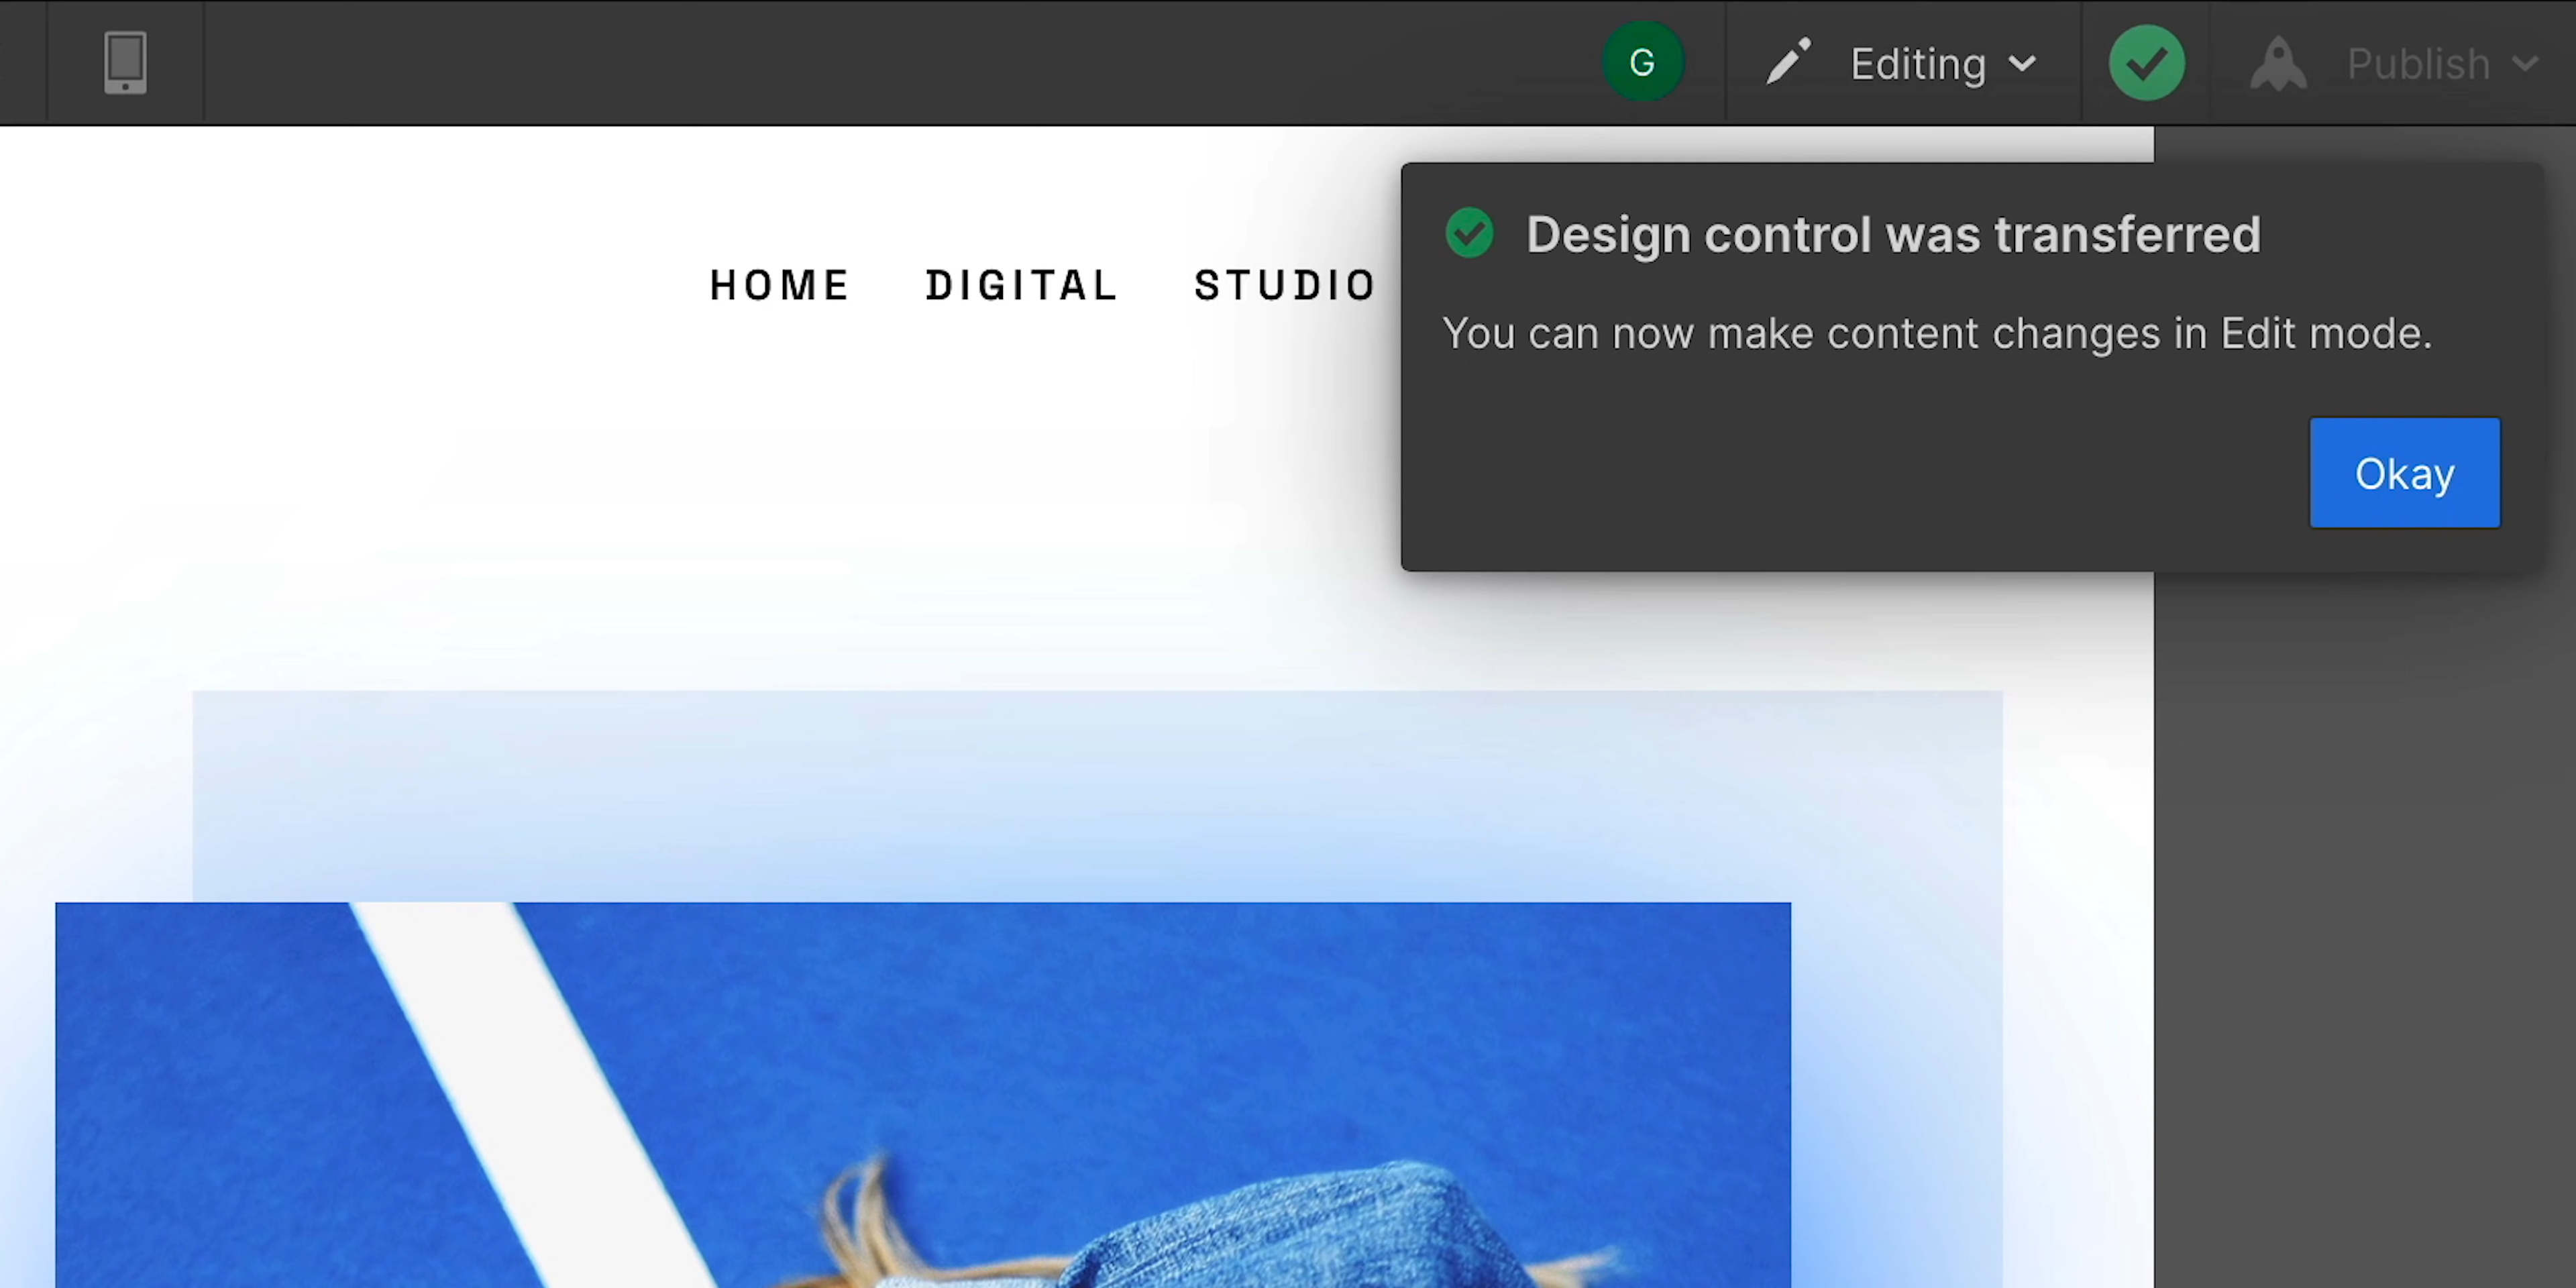 G
Editing
Publish
Design control was transferred
HOME DIGITAL STUDIO
You can now make content changes in Edit mode.
Okay